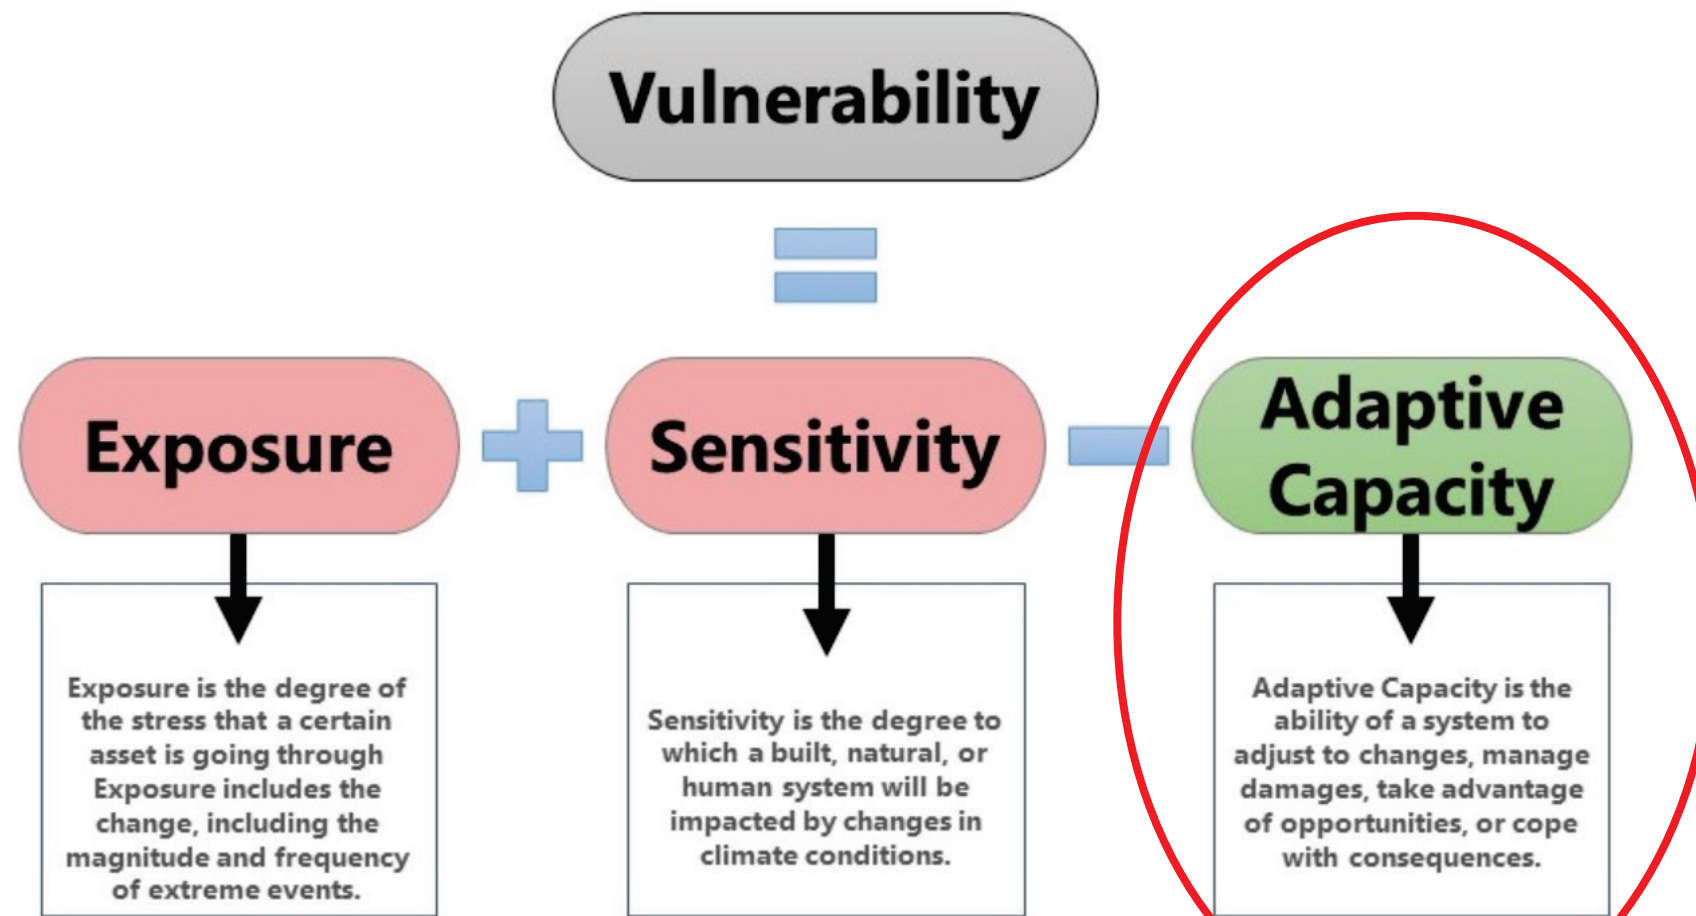 Vulnerability
Exposure
Sensitivity
Adaptive
Capacity
Exposure is the degree of
the stress that a certain
asset is going through
Exposure includes the
change, including the
magnitude and frequency
of extreme events.
Sensitivity is the degree to
which a built, natural, or
human system will be
impacted by changes in
climate conditions.
Adaptive Capacity is the
ability of a system to
adjust to changes, manage
damages, take advantage
of opportunities, or cope
with consequences.